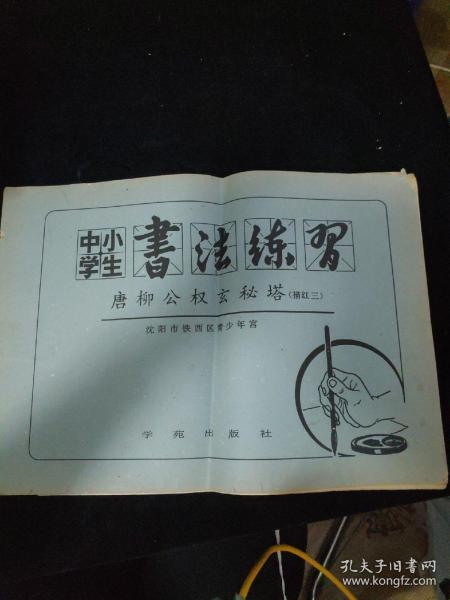 中小学生書法練習
唐柳公权玄秘塔(描红三)
沈阳市铁西区青少年宫
学苑出版社
孔夫子旧书网
www.kongfz.com